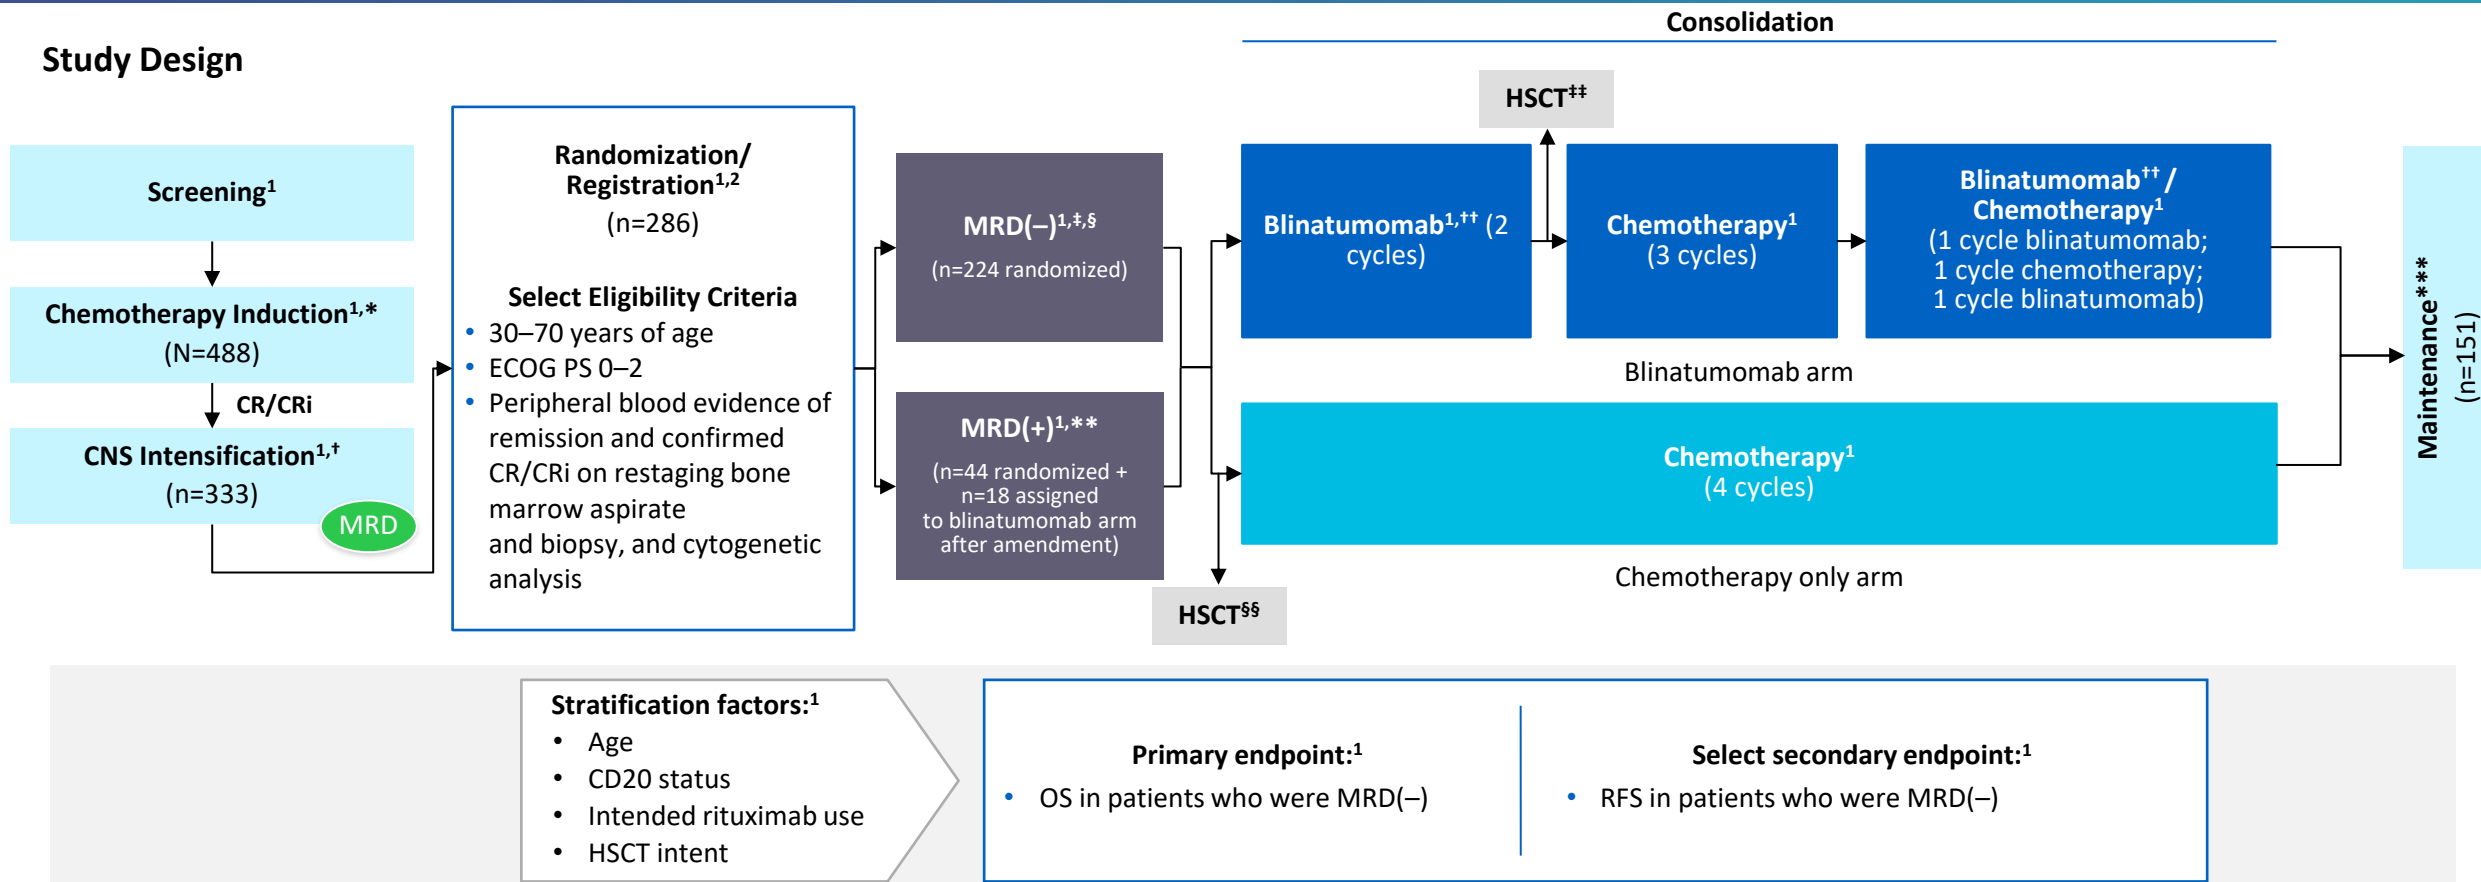 Consolidation
Study Design
Screening¹
Chemotherapy Induction¹,*
(N=488)
CR/CRi
CNS Intensification¹,†
(n=333)
MRD
Randomization/
Registration¹,²
(n=286)
Select Eligibility Criteria
• 30–70 years of age
• ECOG PS 0–2
• Peripheral blood evidence of
remission and confirmed
CR/CRi on restaging bone
marrow aspirate
and biopsy, and cytogenetic
analysis
MRD(–)¹,‡,§
(n=224 randomized)
MRD(+)¹,**
(n=44 randomized +
n=18 assigned
to blinatumomab arm
after amendment)
HSCT‡‡
Blinatumomab¹,†† (2
cycles)
Chemotherapy¹
(3 cycles)
Blinatumomab†† /
Chemotherapy¹
(1 cycle blinatumomab;
1 cycle chemotherapy;
1 cycle blinatumomab)
Blinatumomab arm
Chemotherapy¹
(4 cycles)
Chemotherapy only arm
HSCT§§
Maintenance***
(n=151)
Stratification factors:¹
• Age
• CD20 status
• Intended rituximab use
• HSCT intent
Primary endpoint:¹
• OS in patients who were MRD(–)
Select secondary endpoint:¹
• RFS in patients who were MRD(–)